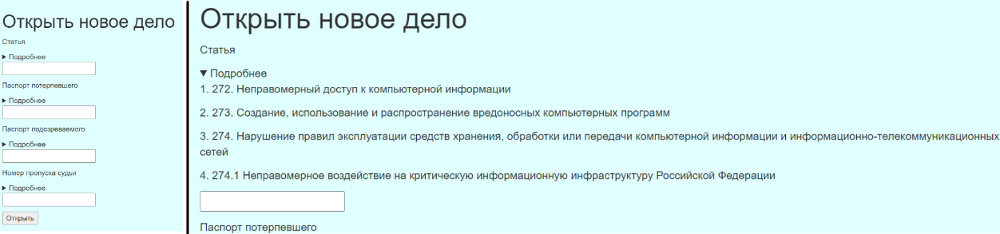 Открыть новое дело
Статья
▶ Подробнее
Паспорт потерпевшего
▶ Подробнее
Паспорт подозреваемого
▶ Подробнее
Номер пропуска судьи
▶ Подробнее
Открыть
Открыть новое дело
Статья
▼ Подробнее
1. 272. Неправомерный доступ к компьютерной информации
2. 273. Создание, использование и распространение вредоносных компьютерных программ
3. 274. Нарушение правил эксплуатации средств хранения, обработки или передачи компьютерной информации и информационно-телекоммуникационных
сетей
4. 274.1 Неправомерное воздействие на критическую информационную инфраструктуру Российской Федерации
Паспорт потерпевшего